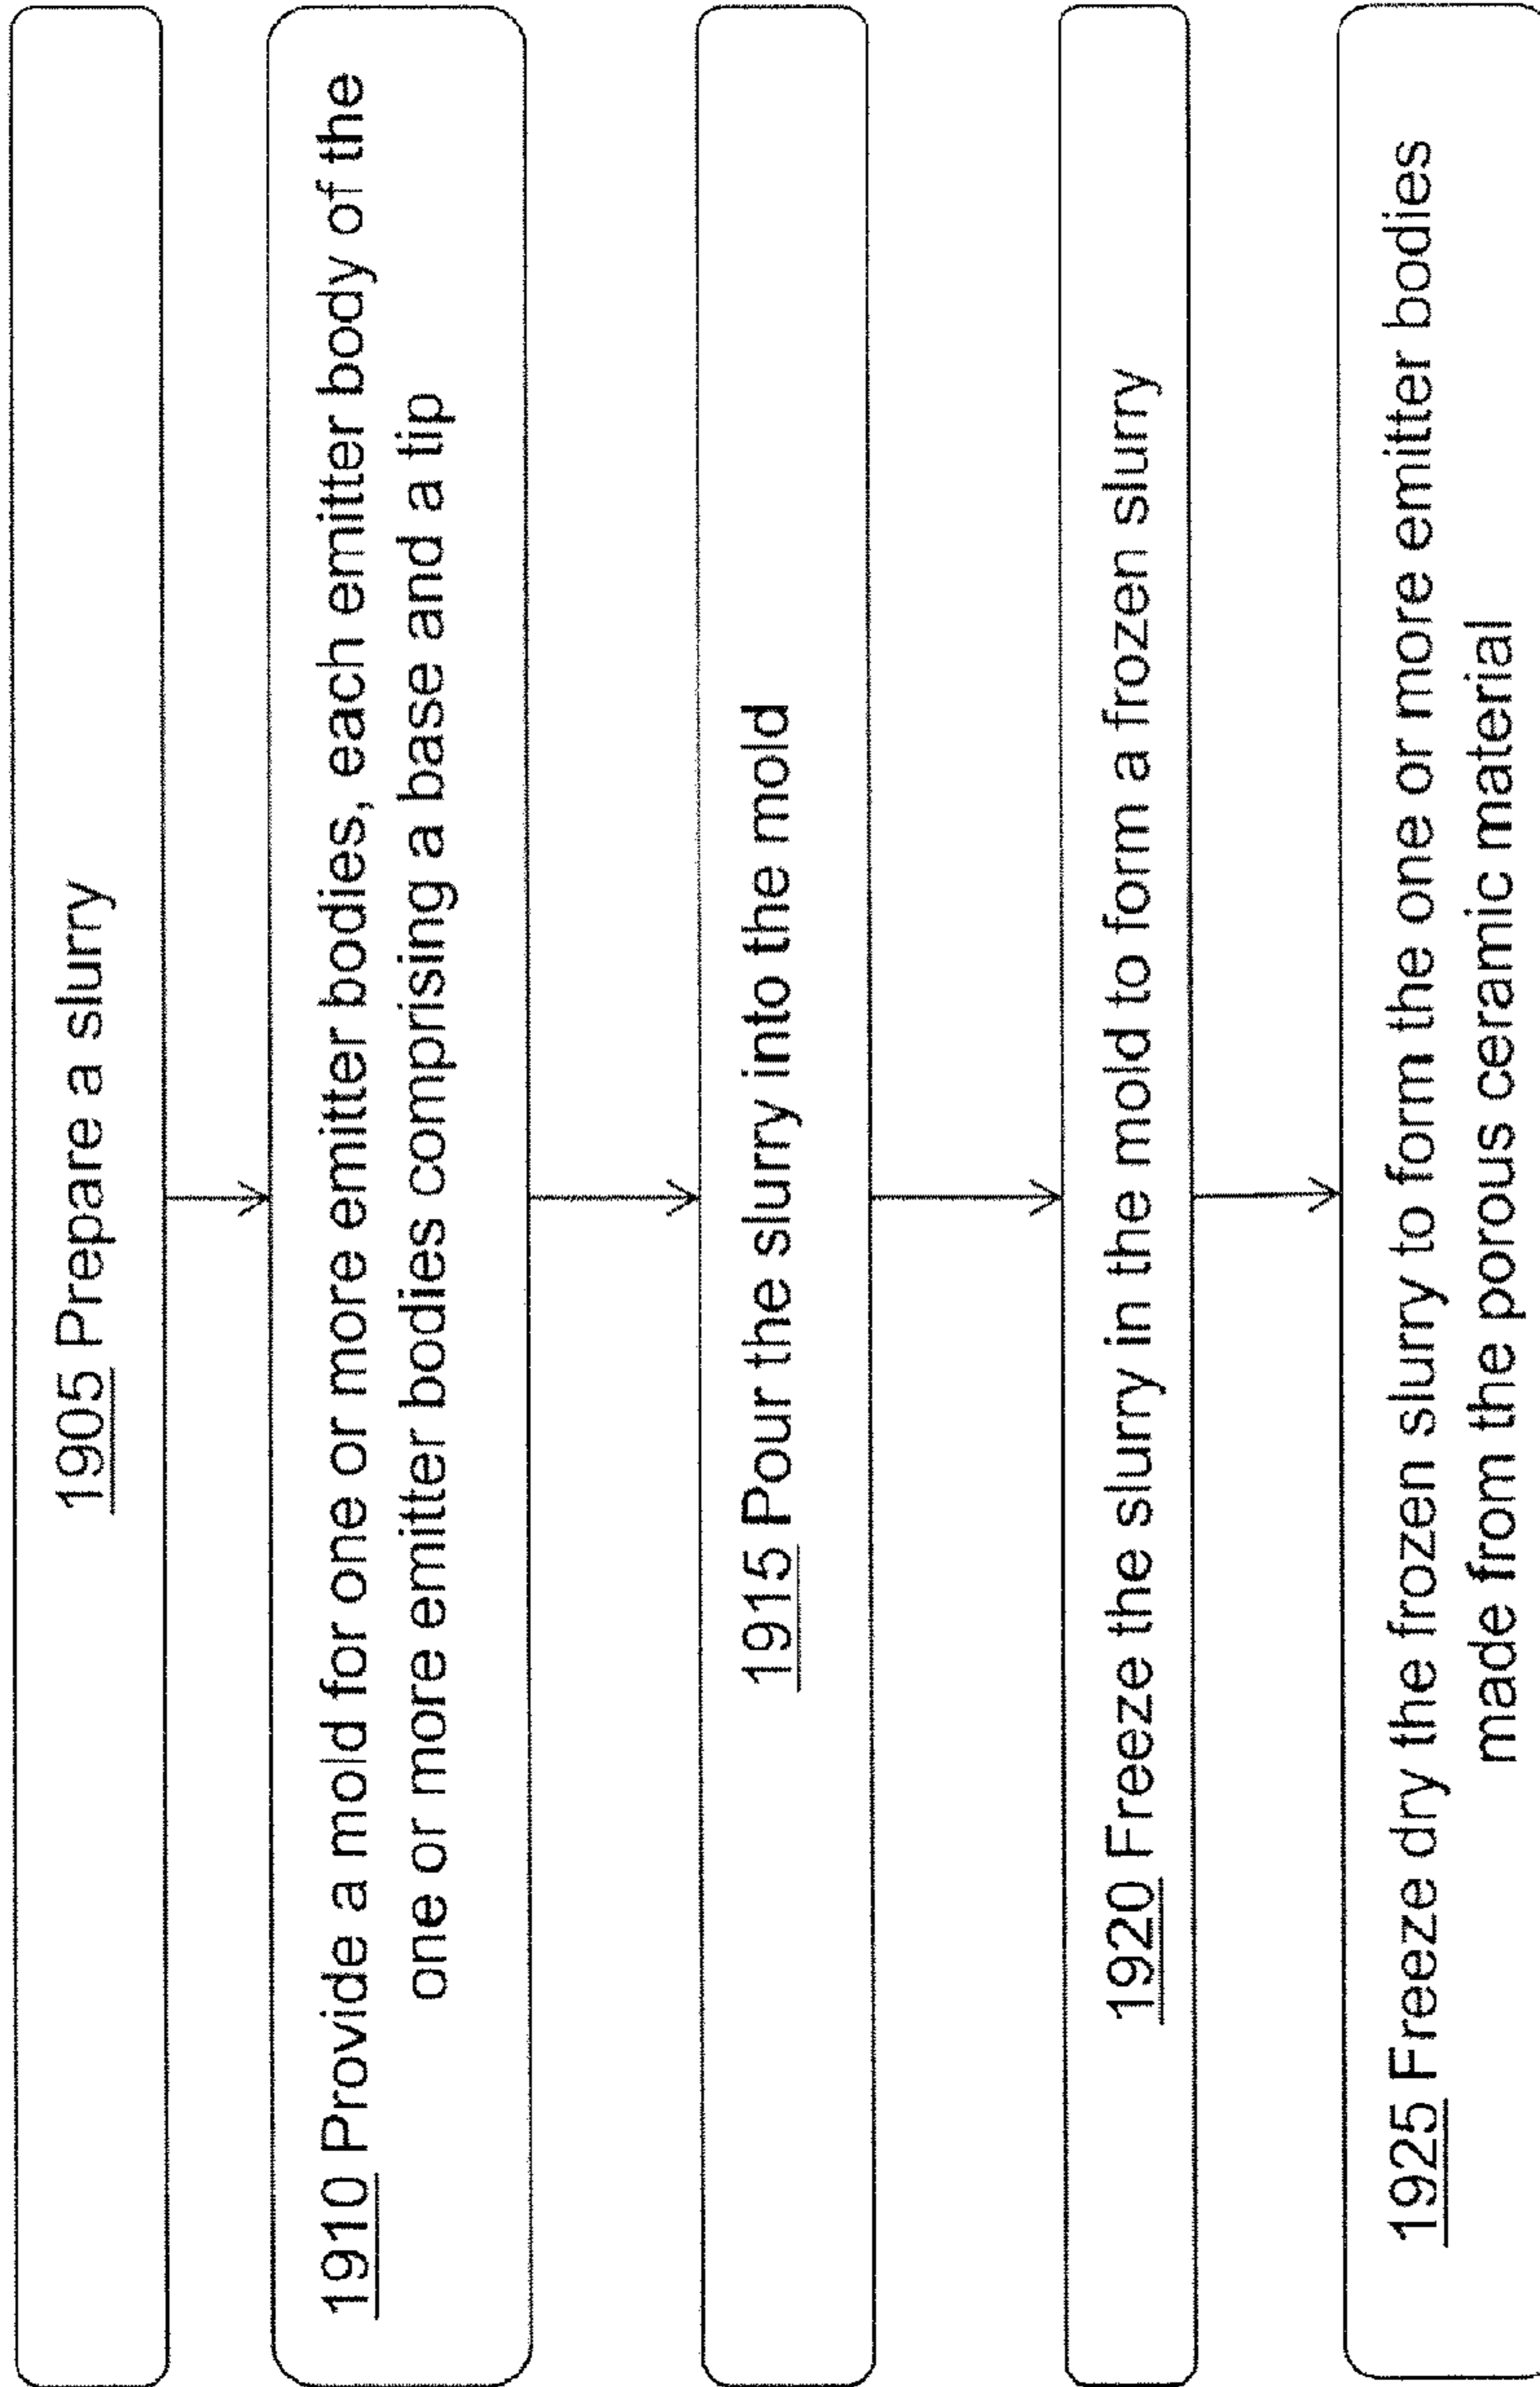 1905 Prepare a slurry
1910 Provide a mold for one or more emitter bodies, each emitter body of the
one or more emitter bodies comprising a base and a tip
1915 Pour the slurry into the mold
1920 Freeze the slurry in the mold to form a frozen slurry
1925 Freeze dry the frozen slurry to form the one or more emitter bodies
made from the porous ceramic material